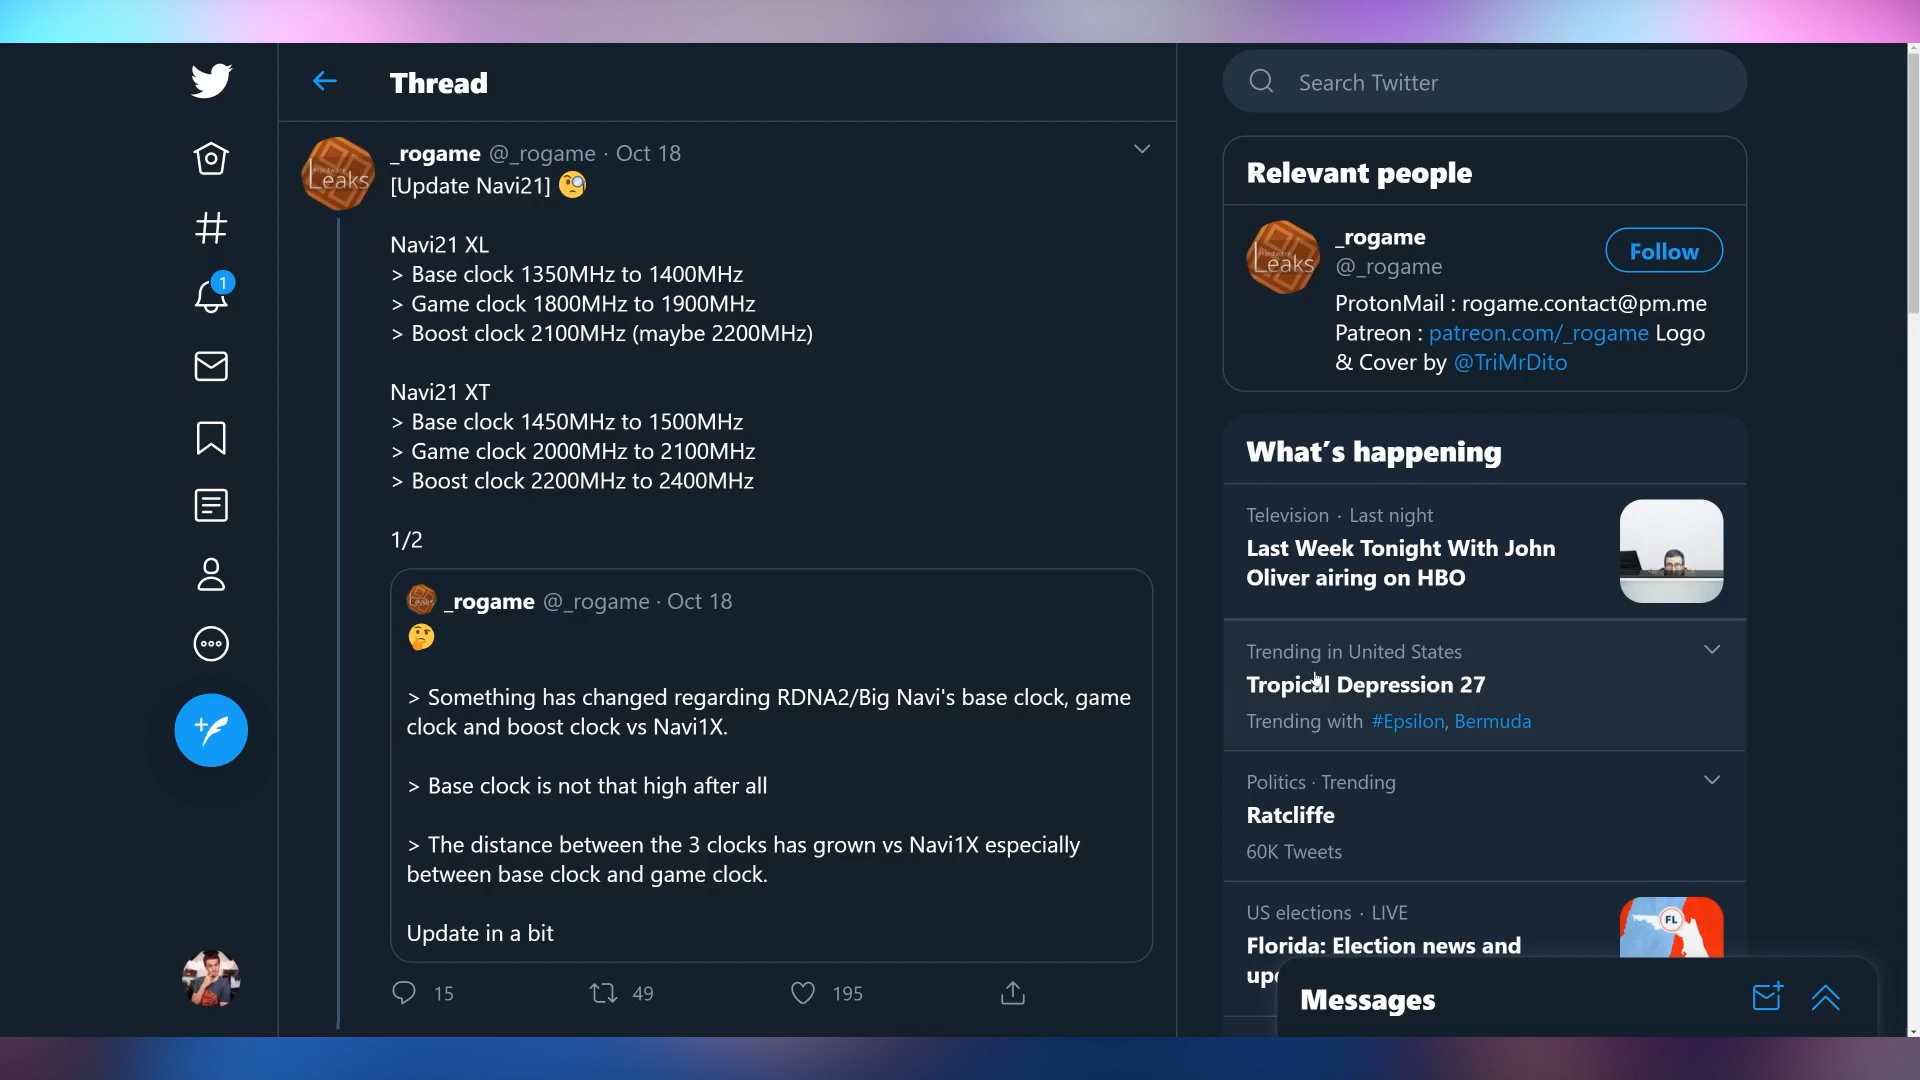 Thread
_rogame @_rogame · Oct 18
[Update Navi21] 🧐
Navi21 XL
> Base clock 1350MHz to 1400MHz
> Game clock 1800MHz to 1900MHz
> Boost clock 2100MHz (maybe 2200MHz)
Navi21 XT
> Base clock 1450MHz to 1500MHz
> Game clock 2000MHz to 2100MHz
> Boost clock 2200MHz to 2400MHz
1/2
_rogame @_rogame · Oct 18
🤔
> Something has changed regarding RDNA2/Big Navi's base clock, game
clock and boost clock vs Navi1X.
> Base clock is not that high after all
> The distance between the 3 clocks has grown vs Navi1X especially
between base clock and game clock.
Update in a bit
15 49 195
1
Leaks
Search Twitter
Relevant people
Leaks
_rogame
@_rogame
Follow
ProtonMail : rogame.contact@pm.me
Patreon : patreon.com/_rogame Logo
& Cover by @TriMrDito
What's happening
Television · Last night
Last Week Tonight With John
Oliver airing on HBO
Trending in United States
Tropical Depression 27
Trending with #Epsilon, Bermuda
Politics · Trending
Ratcliffe
60K Tweets
US elections · LIVE
Florida: Election news and
FL
Messages